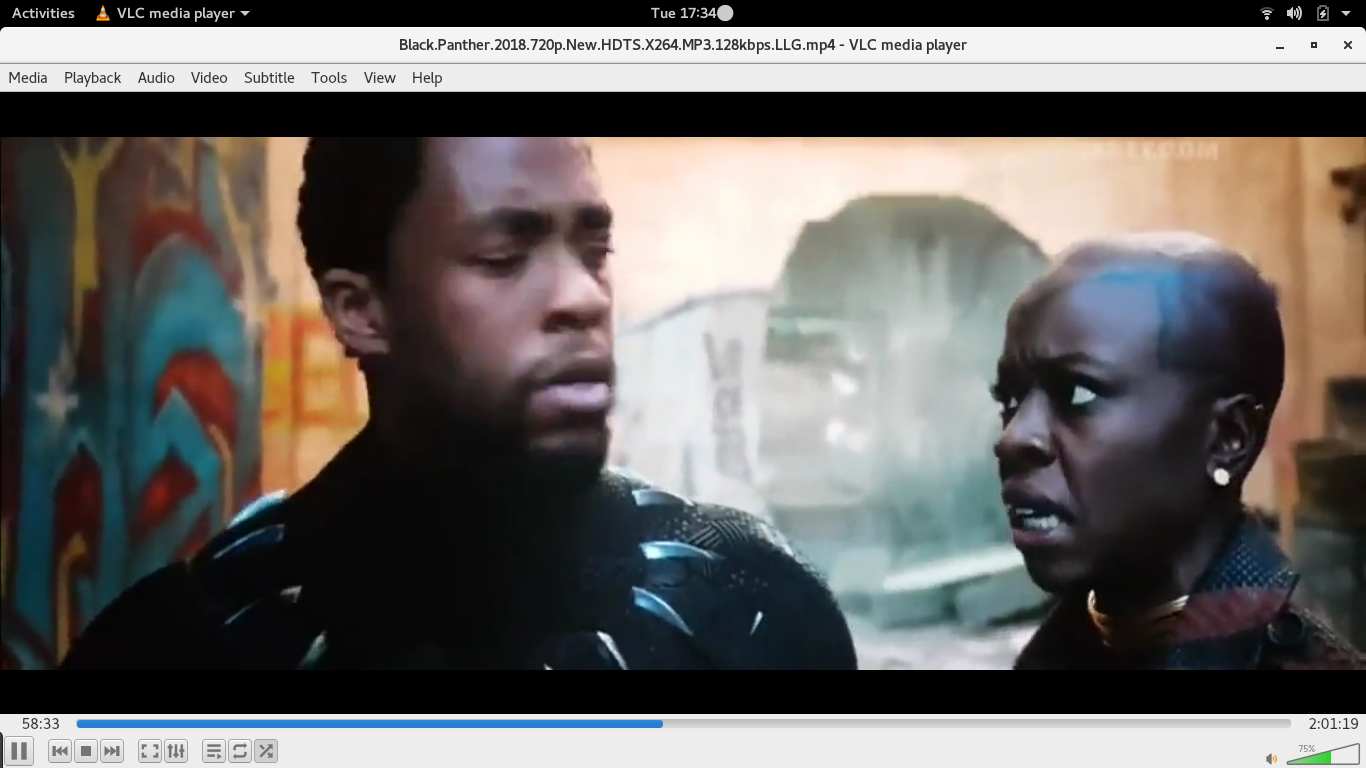 Activities VLC media player Tue 17:34
Black.Panther.2018.720p.New.HDTS.X264.MP3.128kbps.LLG.mp4 - VLC media player
Media Playback Audio Video Subtitle Tools View Help
58:33 2:01:19
75%